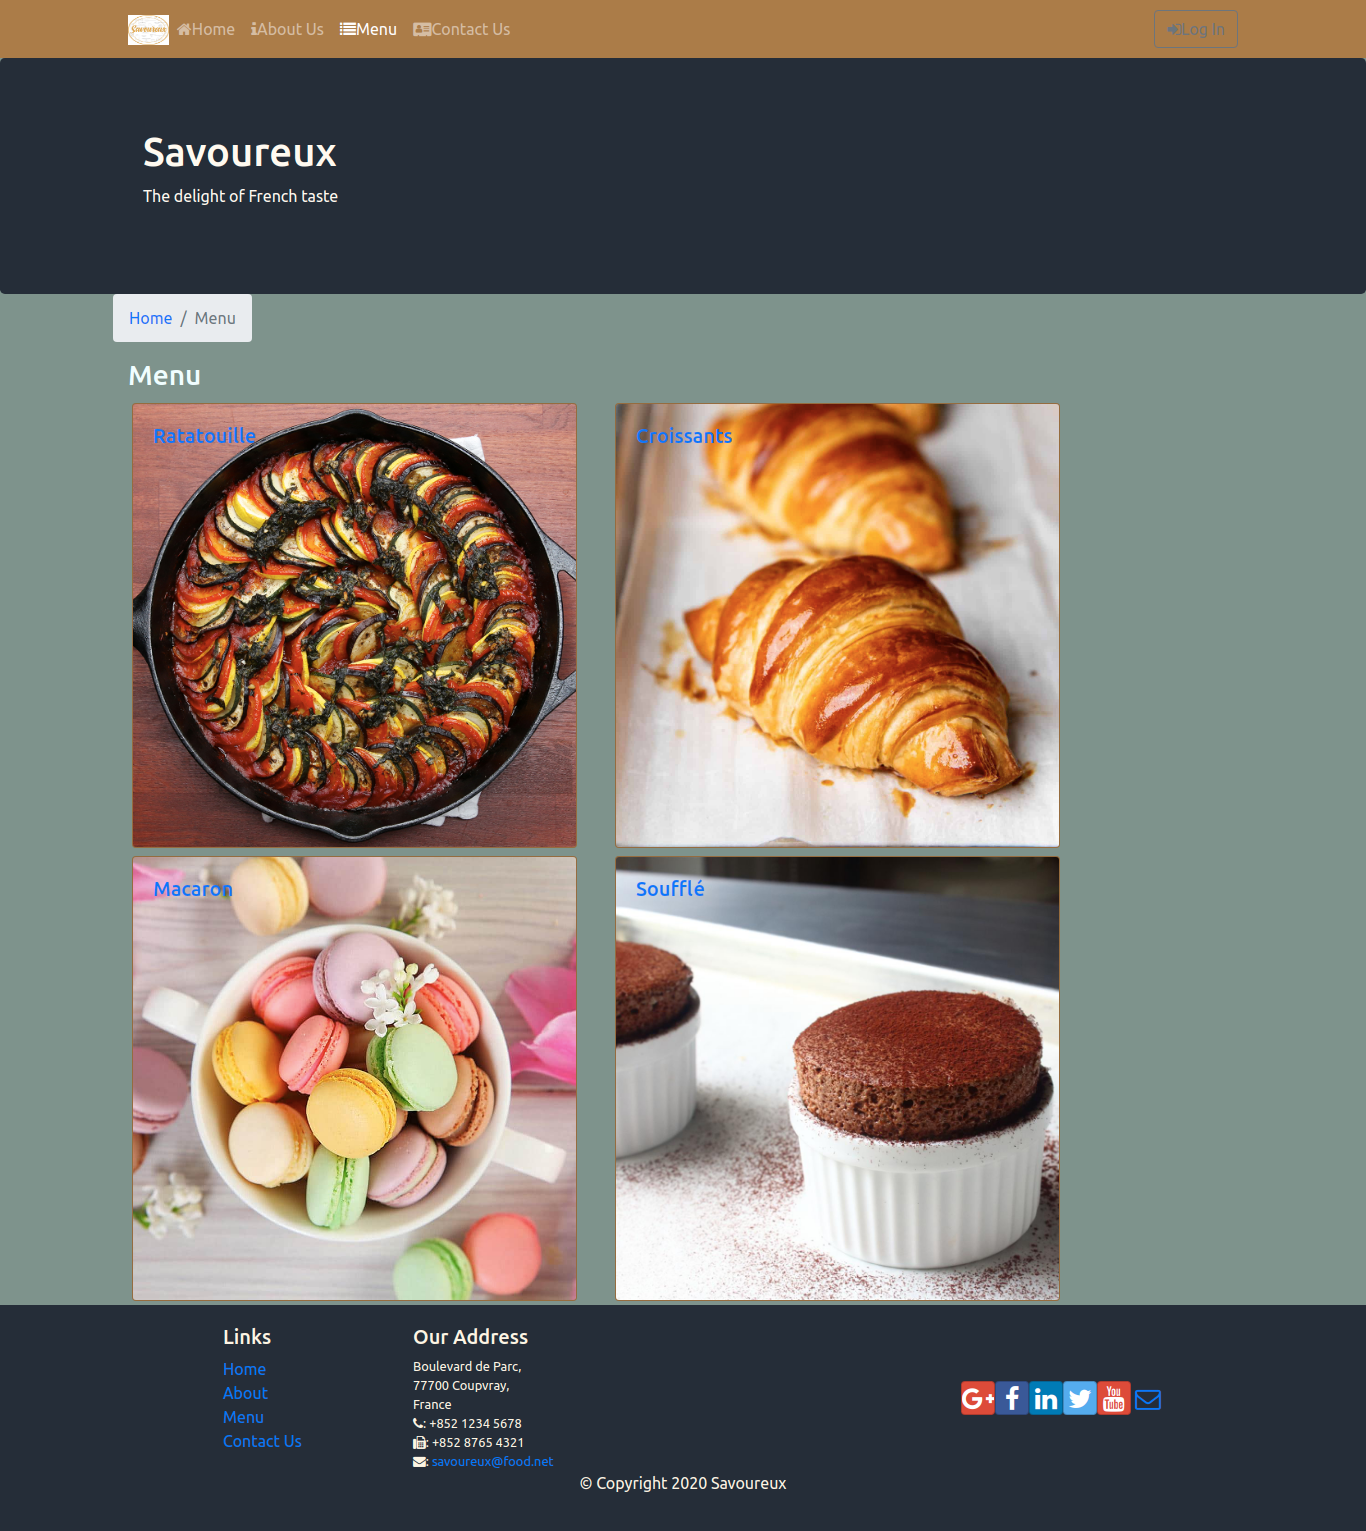 Savoureux Home About Us Menu Contact Us Log In
Savoureux
The delight of French taste
Home / Menu
Menu
Ratatouille Croissants
Macaron Soufflé
Links
Home
About
Menu
Contact Us
Our Address
Boulevard de Parc,
77700 Coupvray,
France
: +852 1234 5678
: +852 8765 4321
: savoureux@food.net
G+ f in You Tube
© Copyright 2020 Savoureux